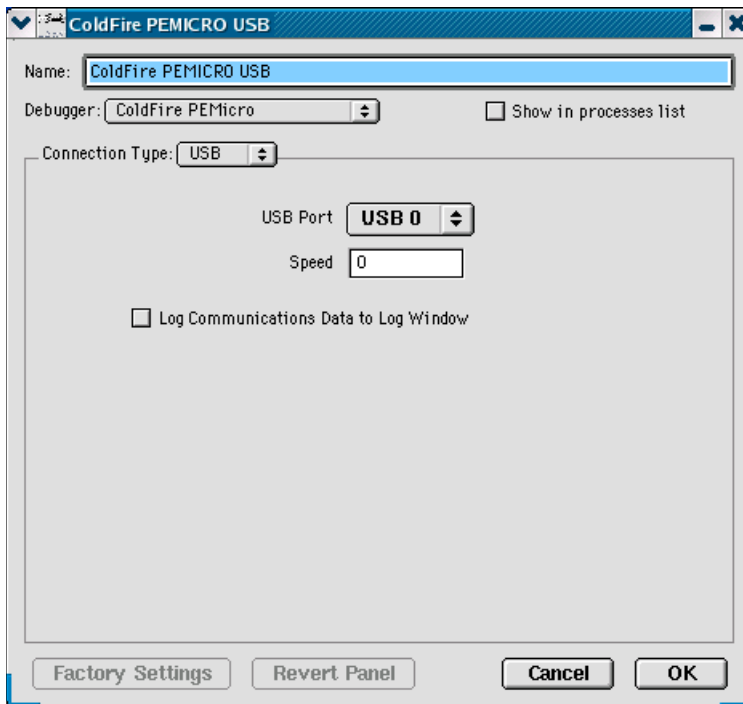 ColdFire PEMICRO USB
Name: ColdFire PEMICRO USB
Debugger: ColdFire PEMicro Show in processes list
Connection Type: USB
USB Port USB 0
Speed 0
Log Communications Data to Log Window
Factory Settings Revert Panel Cancel OK